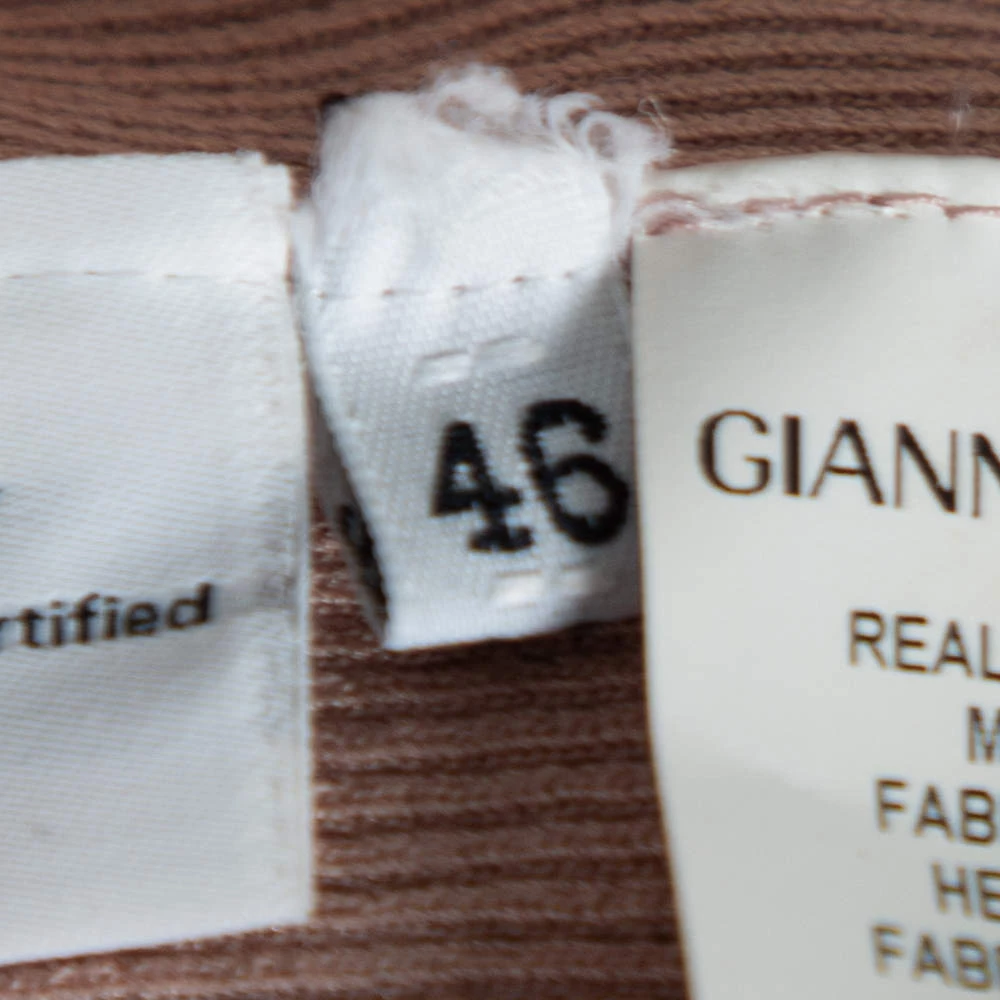 rtified
46
GIANN
REAL
M
FAB
HE
FAB